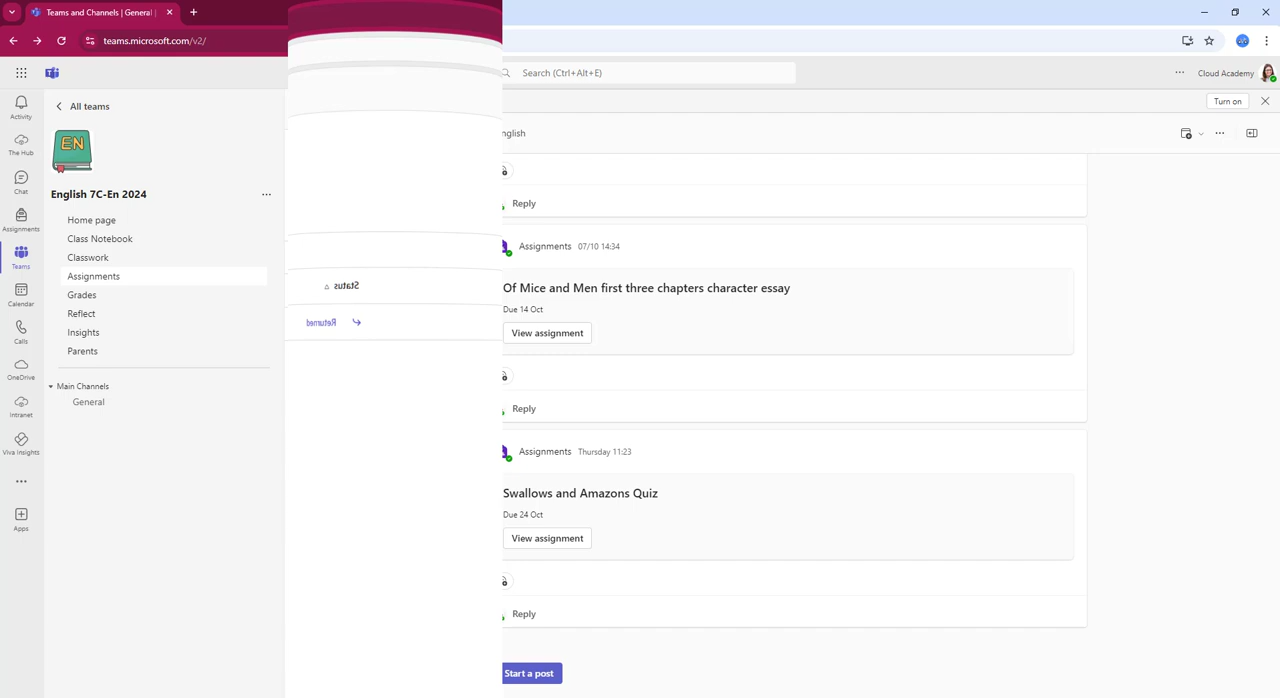 Teams and Channels | General |
teams.microsoft.com/v2/
Search (Ctrl+Alt+E)
Cloud Academy
Turn on
Activity
The Hub
Chat
Assignments
Teams
Calendar
Calls
OneDrive
Intranet
Viva Insights
Apps
All teams
EN
English 7C-En 2024
Home page
Class Notebook
Classwork
Assignments
Grades
Reflect
Insights
Parents
Main Channels
General
Status
Returned
nglish
Reply
Assignments 07/10 14:34
Of Mice and Men first three chapters character essay
Due 14 Oct
View assignment
Reply
Assignments Thursday 11:23
Swallows and Amazons Quiz
Due 24 Oct
View assignment
Reply
Start a post